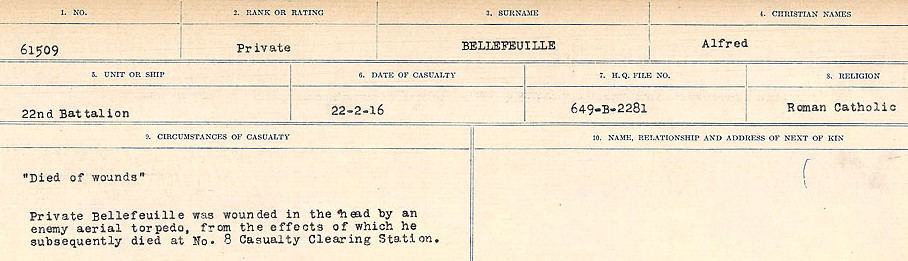 1. NO. 2. RANK OR RATING 3. SURNAME 4. CHRISTIAN NAMES
61509 Private BELLEFEUILLE Alfred
5. UNIT OR SHIP 6. DATE OF CASUALTY 7. H.Q. FILE NO. 8. RELIGION
22nd Battalion 22-2-16 649-B-2281 Roman Catholic
9. CIRCUMSTANCES OF CASUALTY 10. NAME, RELATIONSHIP AND ADDRESS OF NEXT OF KIN
"Died of wounds"
Private Bellefeuille was wounded in the head by an
enemy aerial torpedo, from the effects of which he
subsequently died at No. 8 Casualty Clearing Station.